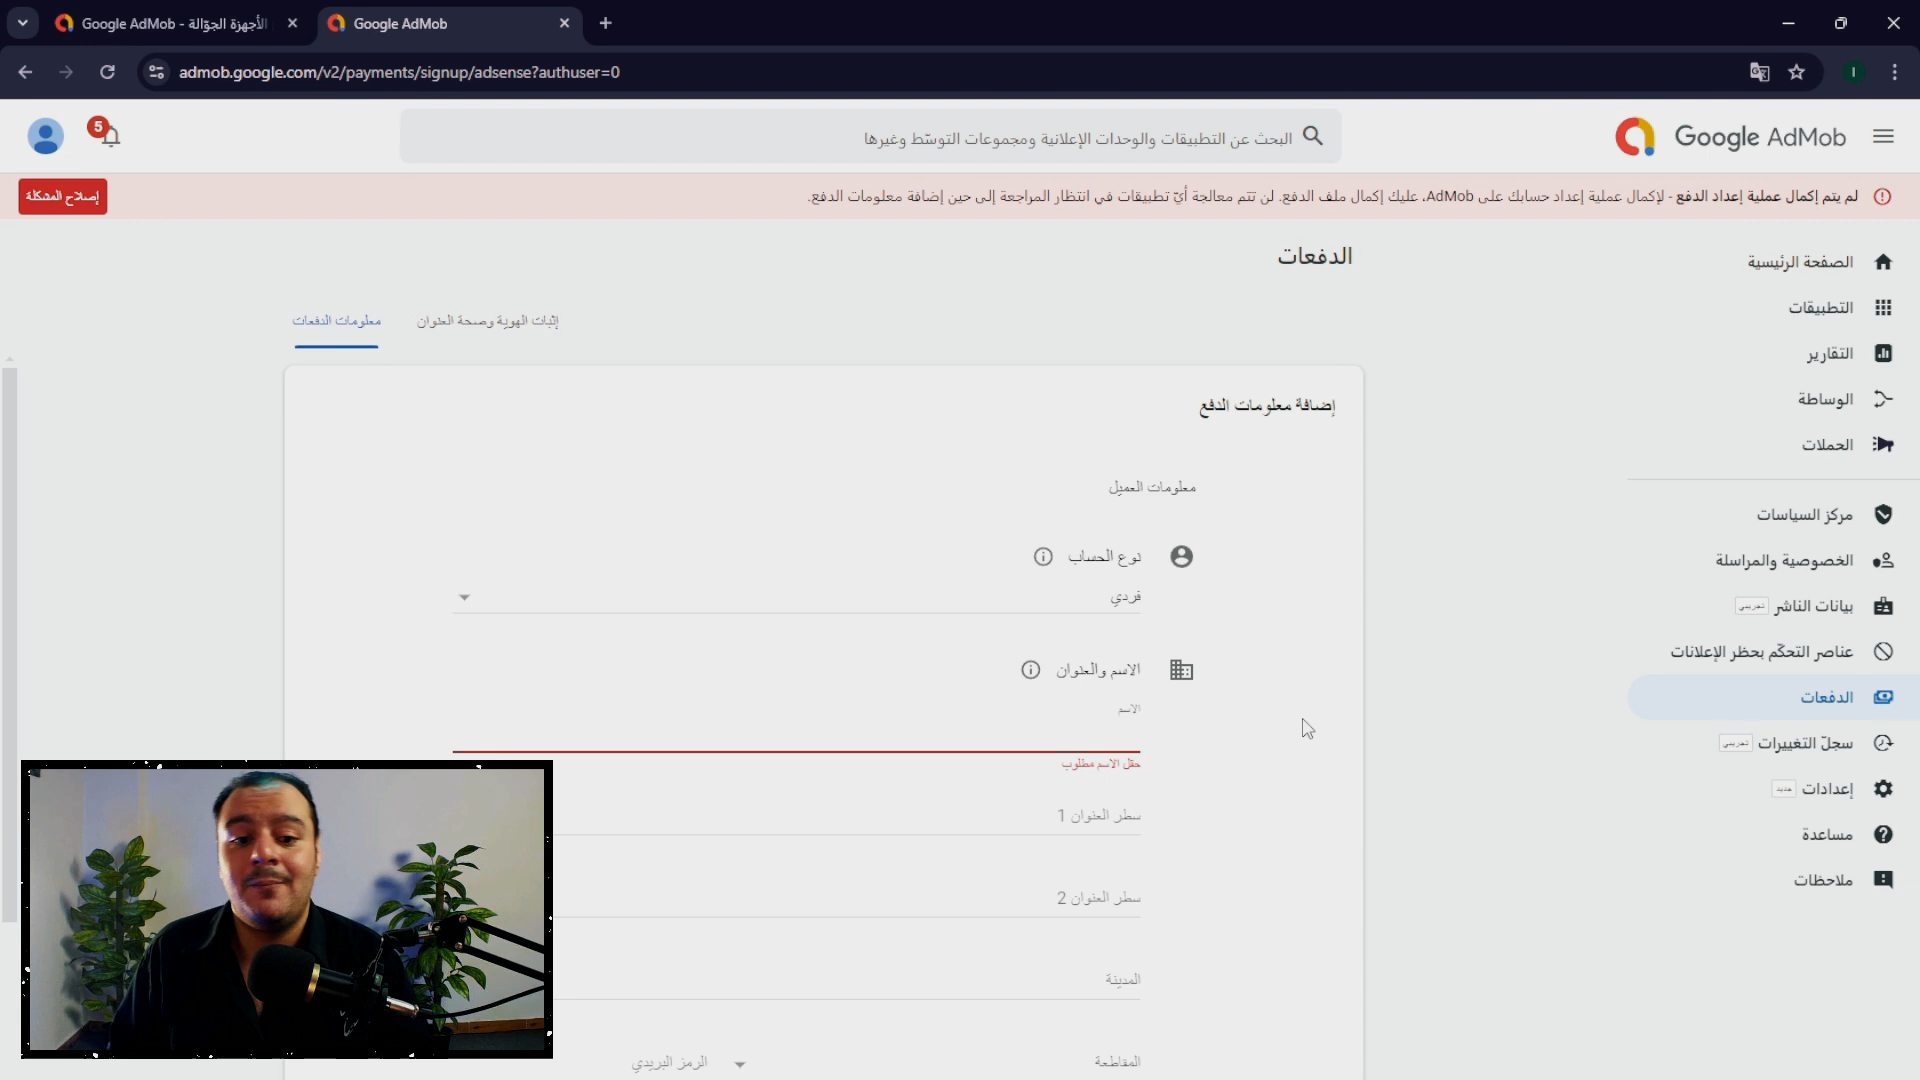 Google AdMob - الأجهزة الجوّالة
Google AdMob
admob.google.com/v2/payments/signup/adsense?authuser=0
I
Google AdMob
البحث عن التطبيقات والوحدات الإعلانية ومجموعات التوسّط وغيرها
5
لم يتم إكمال عملية إعداد الدفع - لإكمال عملية إعداد حسابك على AdMob، عليك إكمال ملف الدفع. لن تتم معالجة أيّ تطبيقات في انتظار المراجعة إلى حين إضافة معلومات الدفع.
إصلاح المشكلة
الصفحة الرئيسية
التطبيقات
التقارير
الوساطة
الحملات
مركز السياسات
الخصوصية والمراسلة
بيانات الناشر تجريبي
عناصر التحكّم بحظر الإعلانات
الدفعات
سجلّ التغييرات تجريبي
إعدادات جديد
مساعدة
ملاحظات
الدفعات
إثبات الهوية وصحة العنوان
معلومات الدفعات
إضافة معلومات الدفع
معلومات العميل
نوع الحساب
فردي
الاسم والعنوان
الاسم
حقل الاسم مطلوب
سطر العنوان 1
سطر العنوان 2
المدينة
المقاطعة
الرمز البريدي